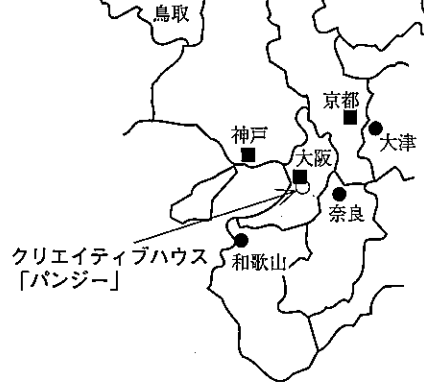 鳥取
京都
大津
神戸
大阪
奈良
クリエイティブハウス
「パンジー」
和歌山